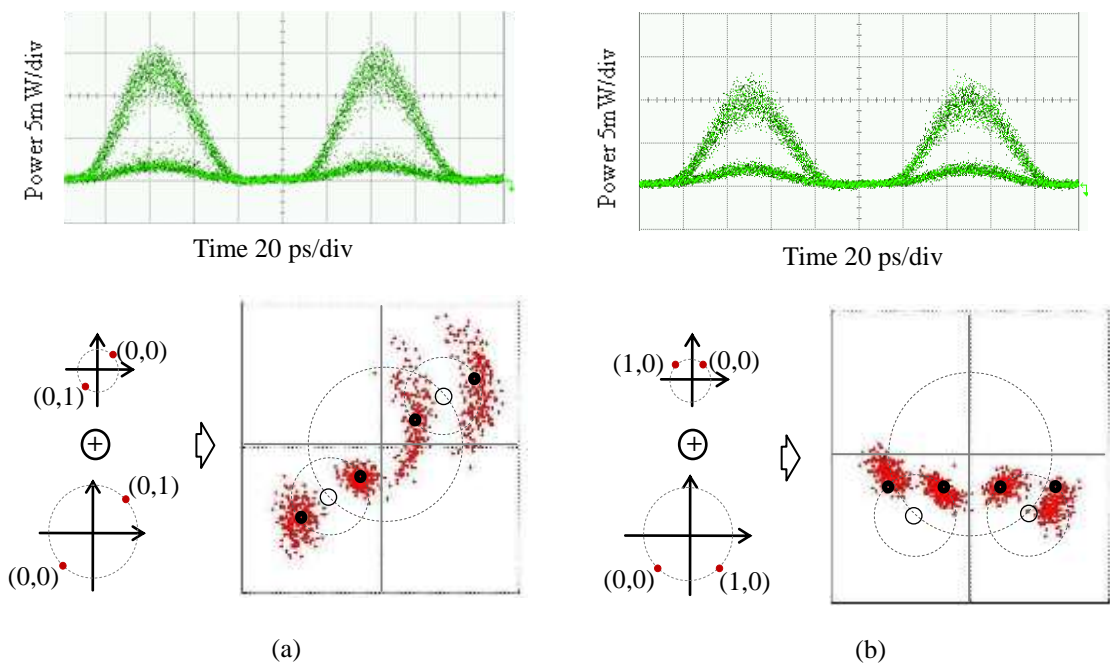 Power 5mW/div
Time 20 ps/div
Power 5mW/div
Time 20 ps/div
(0,0)
(0,1)
+
(0,1)
(0,0)
(a)
(1,0)
(0,0)
+
(0,0)
(1,0)
(b)